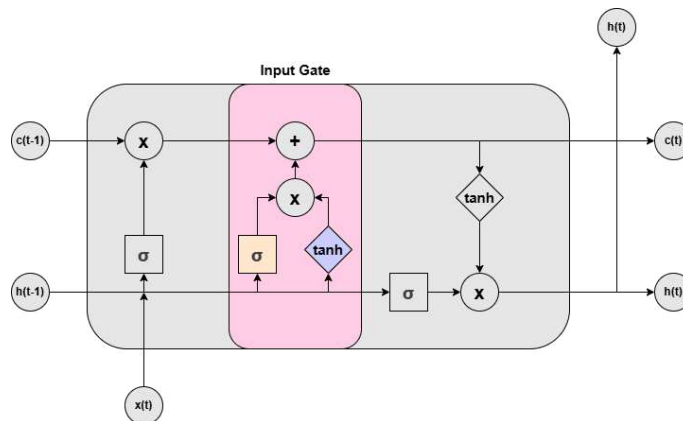 h(t)
Input Gate
c(t-1)
x
+
c(t)
x
tanh
σ
σ
tanh
h(t-1)
σ
x
h(t)
x(t)